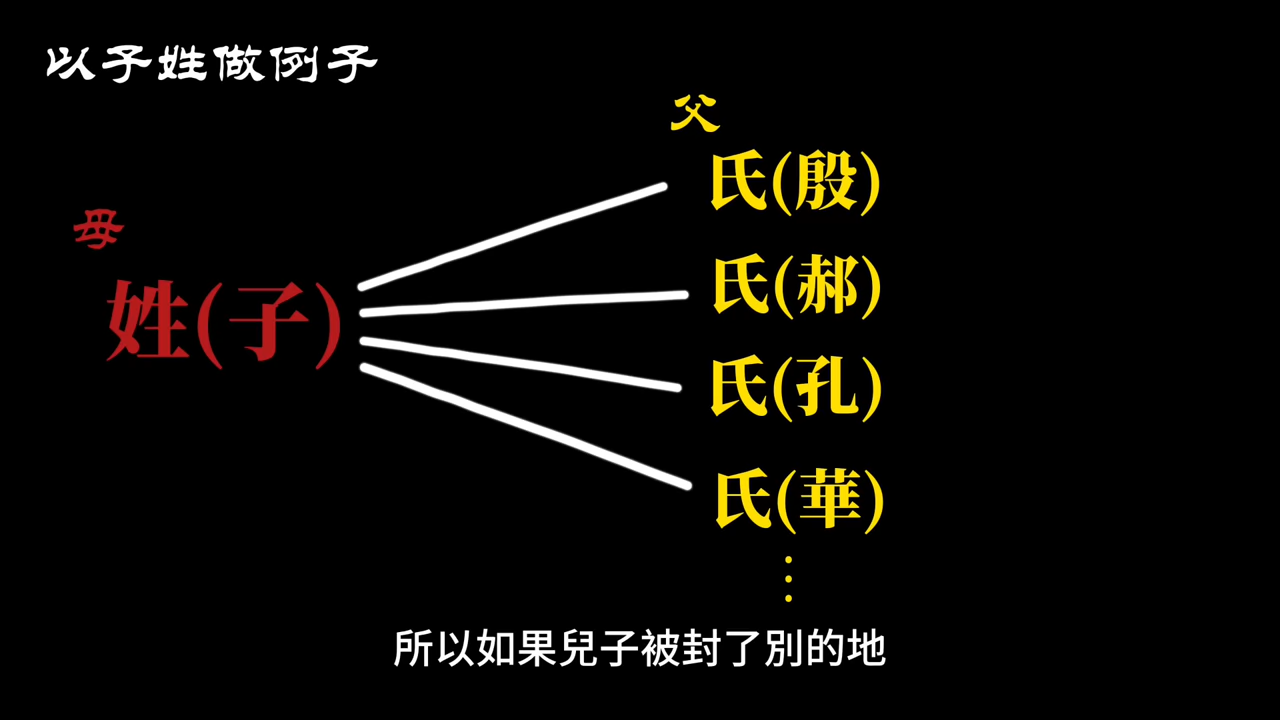 以子姓做例子
父
氏(殷)
母
氏(郝)
姓(子)
氏(孔)
氏(華)
⋮
所以如果兒子被封了別的地